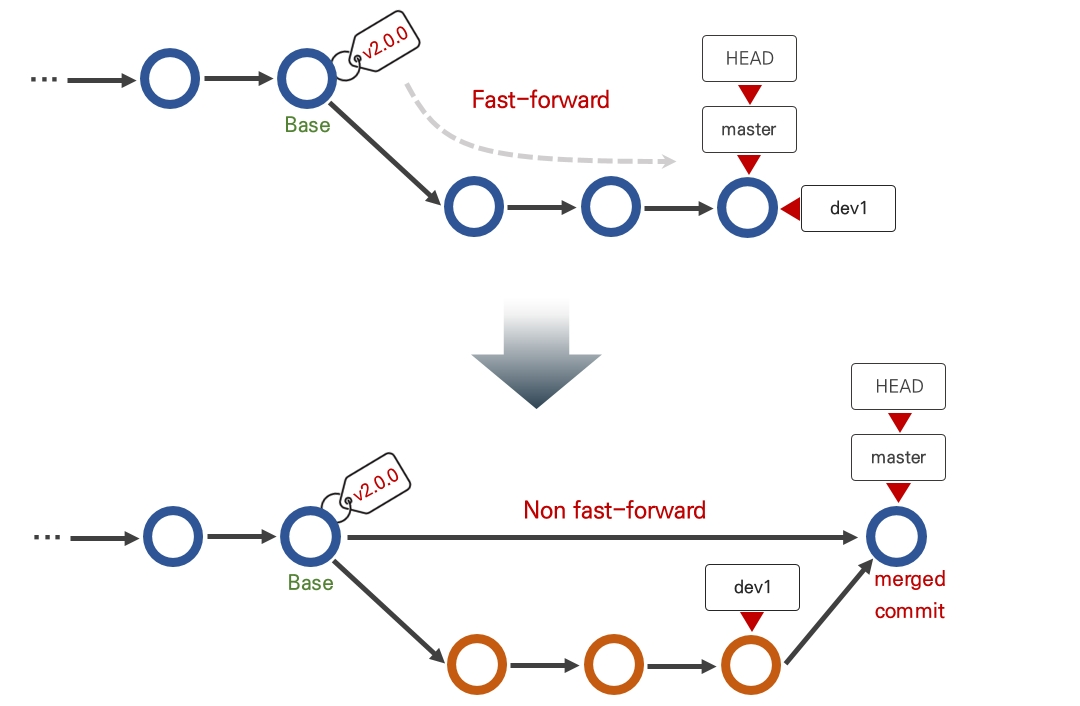 v2.0.0
HEAD
Fast-forward
Base
master
dev1
HEAD
master
v2.0.0
Non fast-forward
Base
dev1
merged
commit